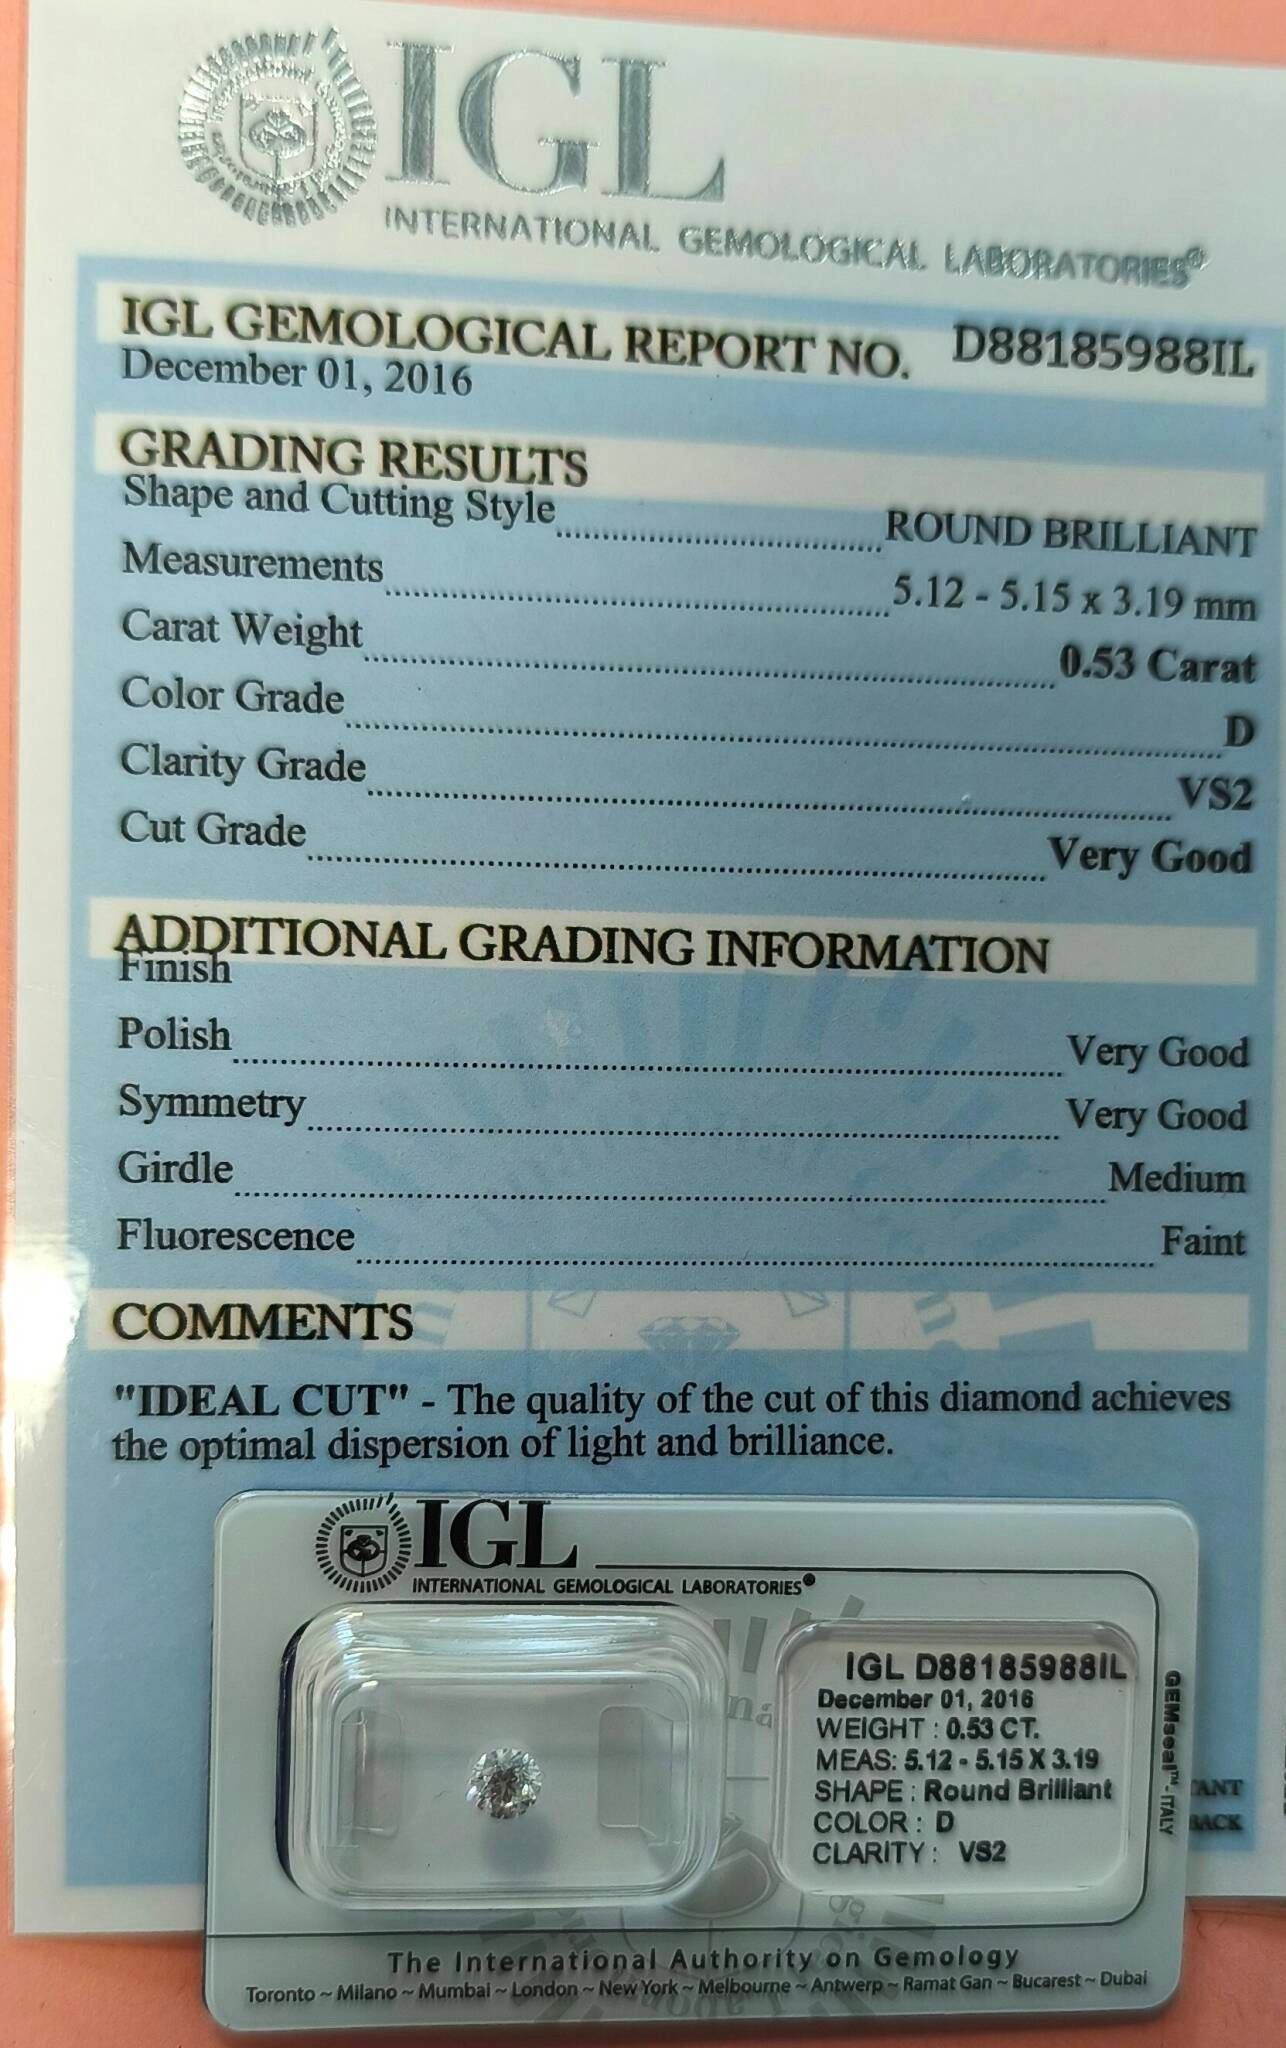 IGL
INTERNATIONAL GEMOLOGICAL LABORATORIES®
IGL GEMOLOGICAL REPORT NO. D88185988IL
December 01, 2016
GRADING RESULTS
Shape and Cutting Style ROUND BRILLIANT
Measurements 5.12 - 5.15 x 3.19 mm
Carat Weight 0.53 Carat
Color Grade D
Clarity Grade VS2
Cut Grade Very Good
ADDITIONAL GRADING INFORMATION
Finish
Polish Very Good
Symmetry Very Good
Girdle Medium
Fluorescence Faint
COMMENTS
"IDEAL CUT" - The quality of the cut of this diamond achieves
the optimal dispersion of light and brilliance.
IGL
INTERNATIONAL GEMOLOGICAL LABORATORIES®
IGL D88185988IL
December 01, 2016
WEIGHT : 0.53 CT.
MEAS: 5.12 - 5.15 X 3.19
SHAPE : Round Brilliant
COLOR : D
CLARITY : VS2
GEMseal™ - ITALY
The International Authority on Gemology
Toronto ~ Milano ~ Mumbai ~ London ~ New York ~ Melbourne ~ Antwerp ~ Ramat Gan ~ Bucarest ~ Dubai